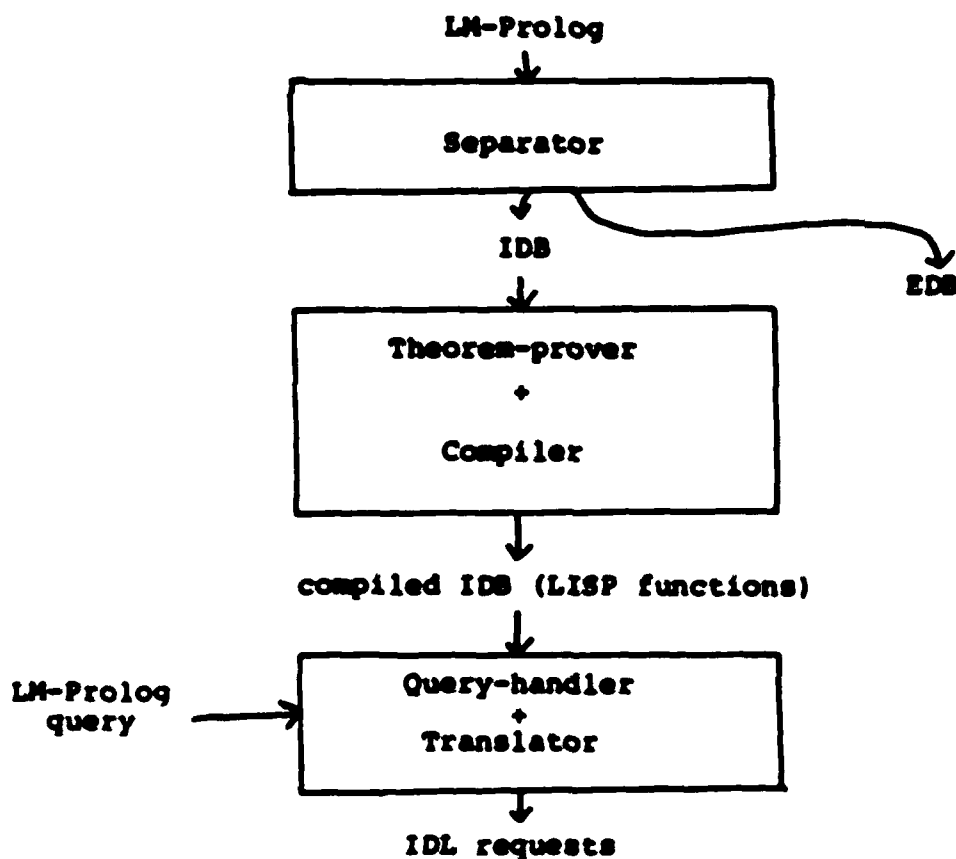 LM-Prolog
Separator
IDB
EDB
Theorem-prover
+
Compiler
compiled IDB (LISP functions)
LM-Prolog
query
Query-handler
+
Translator
IDL requests